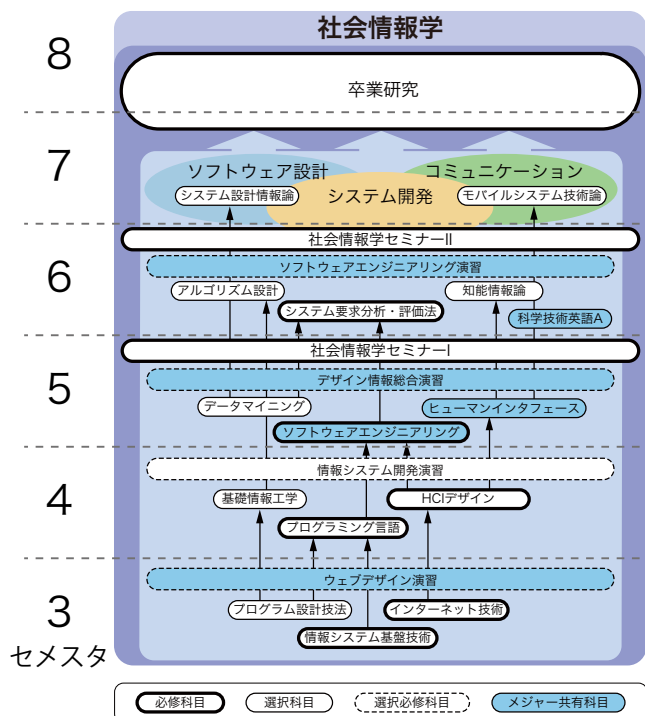 社会情報学
8
卒業研究
7
ソフトウェア設計
コミュニケーション
システム設計情報論
システム開発
モバイルシステム技術論
社会情報学セミナーII
6
ソフトウェアエンジニアリング演習
アルゴリズム設計
知能情報論
システム要求分析・評価法
科学技術英語A
社会情報学セミナーI
5
デザイン情報総合演習
データマイニング
ヒューマンインタフェース
ソフトウェアエンジニアリング
4
情報システム開発演習
基礎情報工学
HCIデザイン
プログラミング言語
3
ウェブデザイン演習
プログラム設計技法
インターネット技術
情報システム基盤技術
セメスタ
必修科目
選択科目
選択必修科目
メジャー共有科目